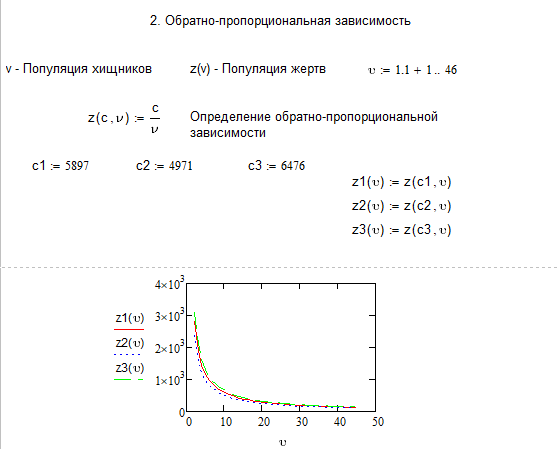 2. Обратно-пропорциональная зависимость
v - Популяция хищников z(v) - Популяция жертв υ := 1.1 + 1 .. 46
z(c,ν) := c/ν Определение обратно-пропорциональной
зависимости
c1 := 5897 c2 := 4971 c3 := 6476
z1(υ) := z(c1,υ)
z2(υ) := z(c2,υ)
z3(υ) := z(c3,υ)
4×10³
3×10³
2×10³
1×10³
0
z1(υ)
z2(υ)
z3(υ)
0 10 20 30 40 50
υ